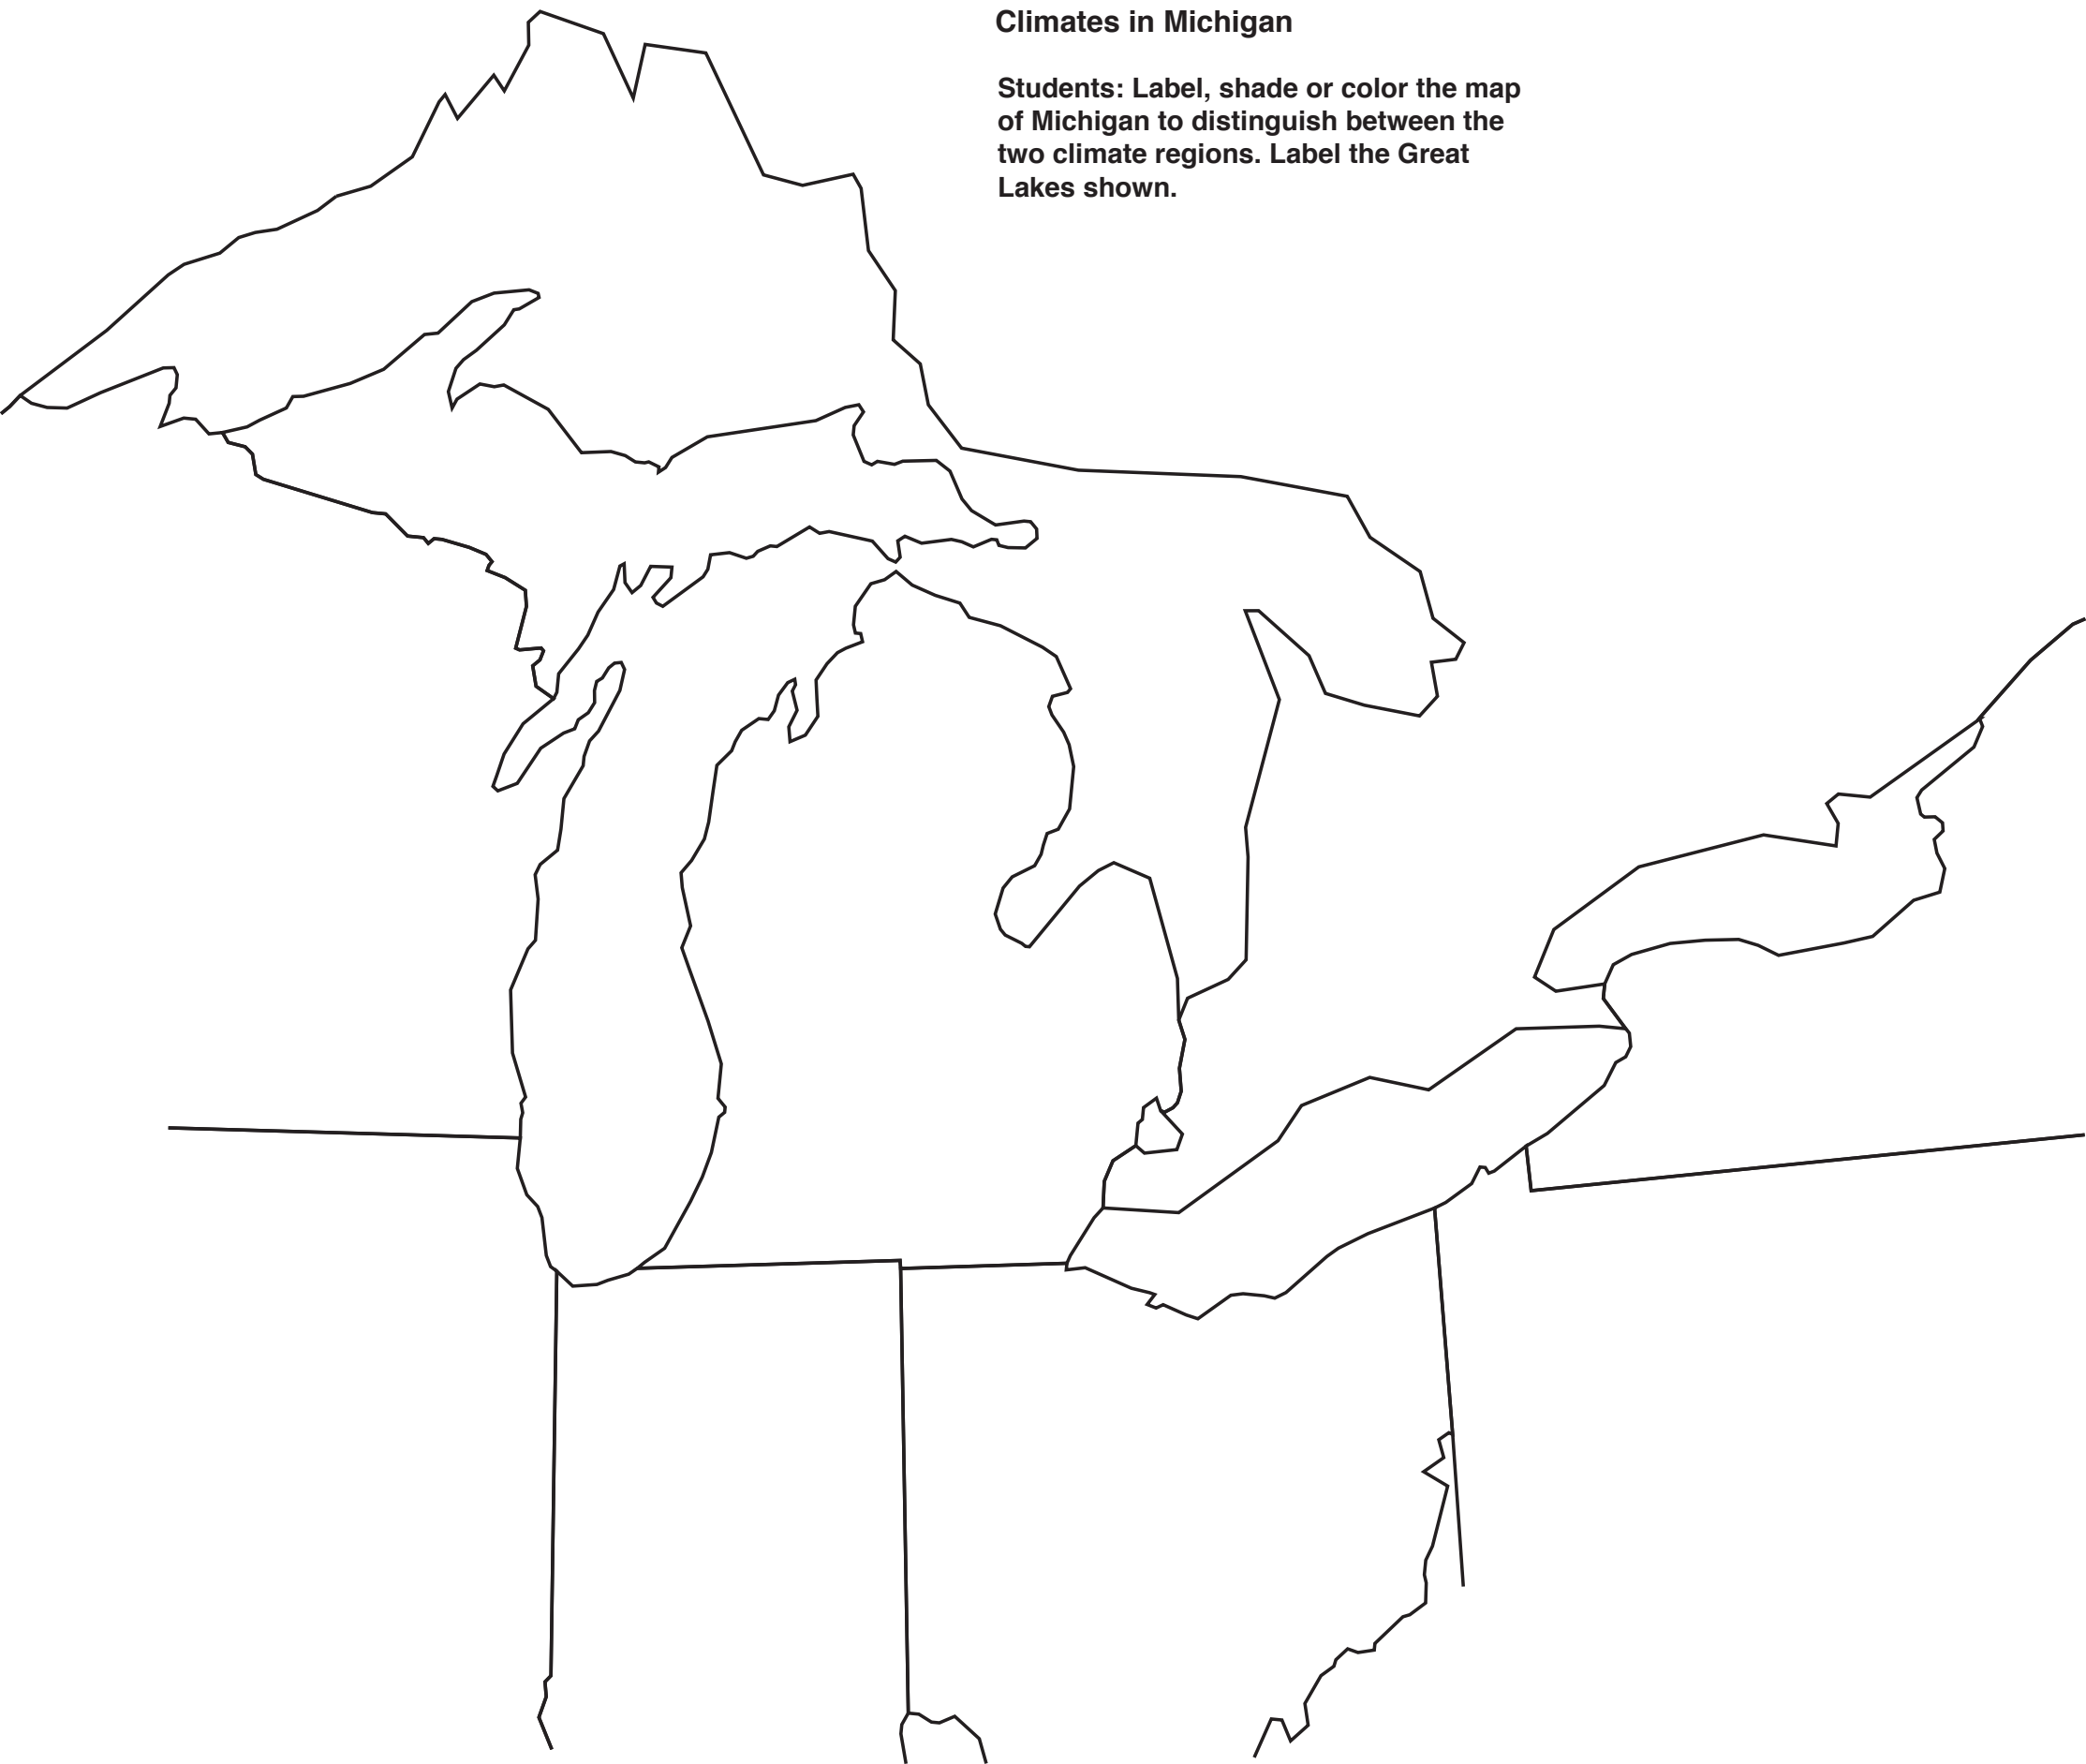 Climates in Michigan
Students: Label, shade or color the map
of Michigan to distinguish between the
two climate regions. Label the Great
Lakes shown.